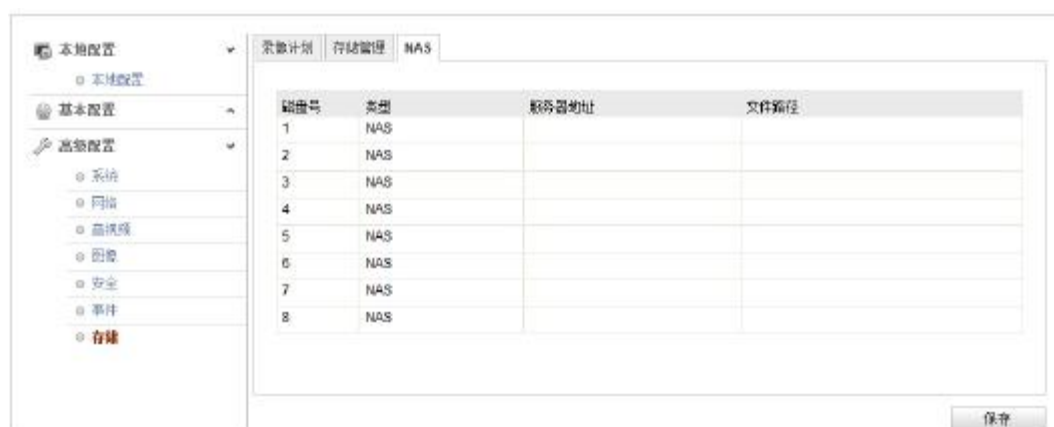 本地配置
本地配置
基本配置
高级配置
系统
网络
音视频
图像
安全
事件
存储
录像计划 存储管理 NAS
磁盘号 类型 服务器地址 文件路径
1 NAS
2 NAS
3 NAS
4 NAS
5 NAS
6 NAS
7 NAS
8 NAS
保存